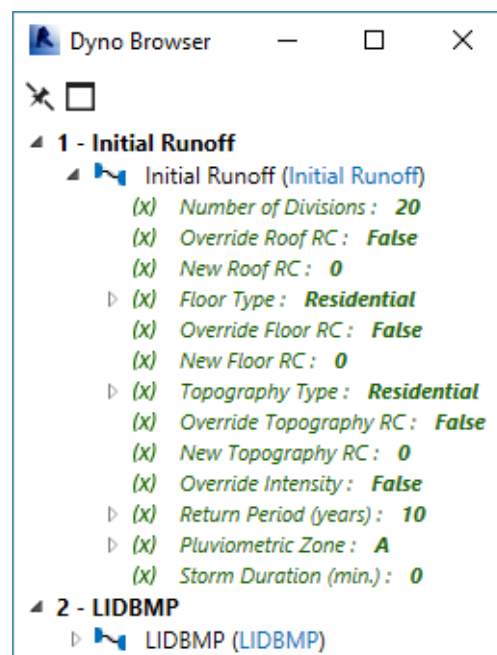 Dyno Browser
1 - Initial Runoff
Initial Runoff (Initial Runoff)
(x) Number of Divisions : 20
(x) Override Roof RC : False
(x) New Roof RC : 0
(x) Floor Type : Residential
(x) Override Floor RC : False
(x) New Floor RC : 0
(x) Topography Type : Residential
(x) Override Topography RC : False
(x) New Topography RC : 0
(x) Override Intensity : False
(x) Return Period (years) : 10
(x) Pluviometric Zone : A
(x) Storm Duration (min.) : 0
2 - LIDBMP
LIDBMP (LIDBMP)